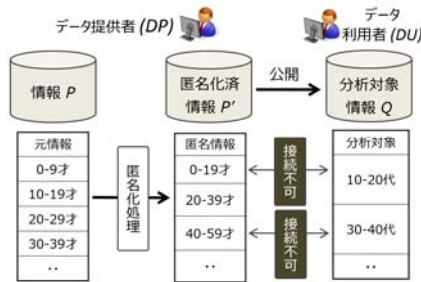 データ提供者 (DP)
データ
利用者 (DU)
情報 P
匿名化済
情報 P'
公開
分析対象
情報 Q
元情報
0-9才
10-19才
20-29才
30-39才
‥
匿名化処理
匿名情報
0-19才
20-39才
40-59才
‥
接続不可
接続不可
分析対象
10-20代
30-40代
‥